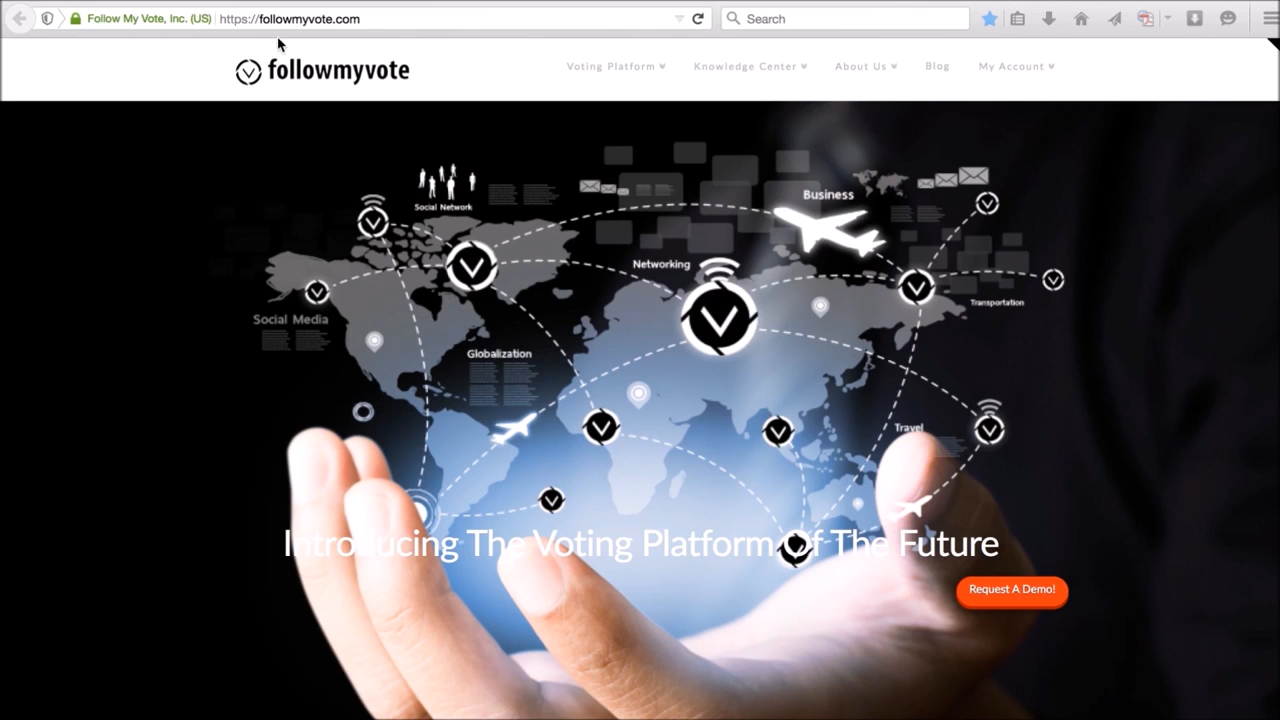 Follow My Vote, Inc. (US) https://followmyvote.com
Search
followmyvote
Voting Platform
Knowledge Center
About Us
Blog
My Account
Social Network
Business
Networking
Transportation
Social Media
Globalization
Travel
Introducing The Voting Platform Of The Future
Request A Demo!